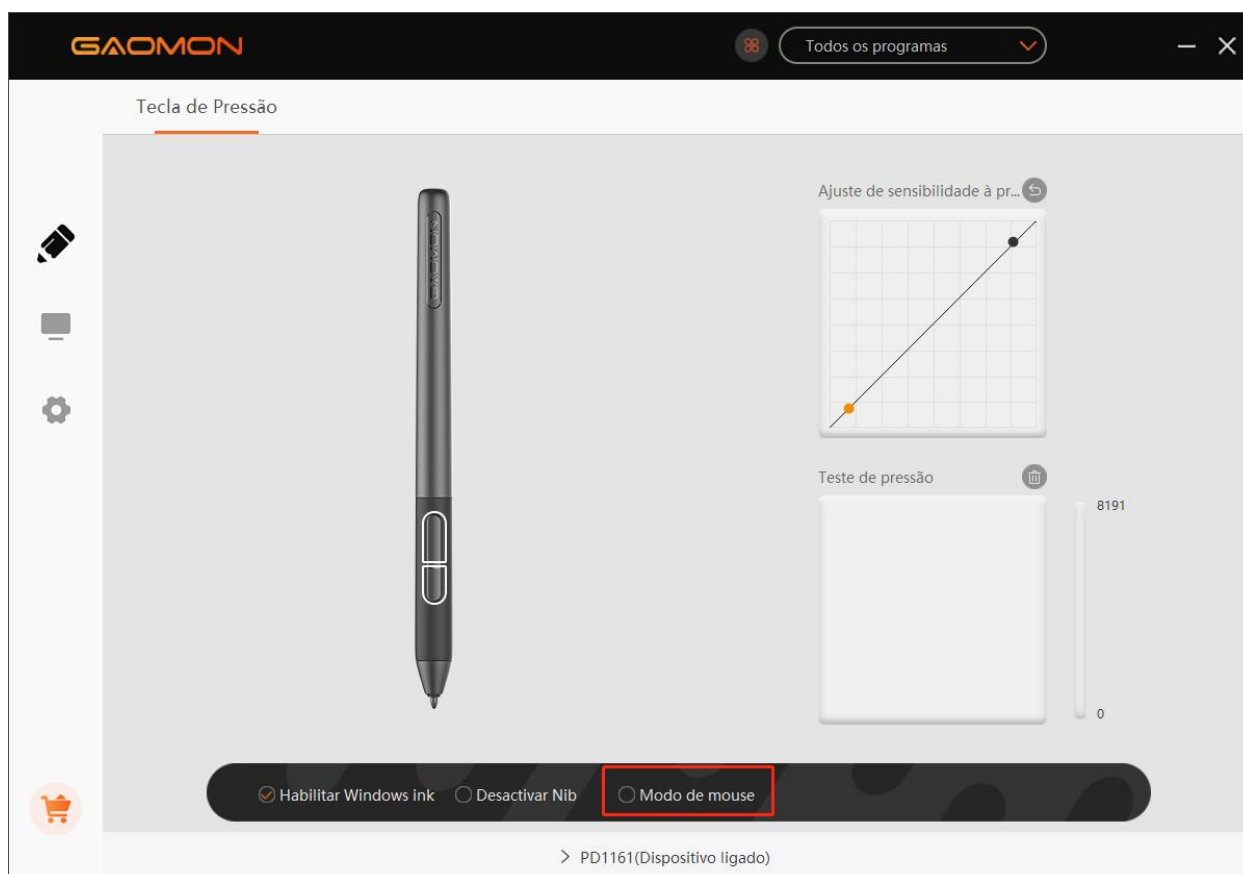 GAOMON
Todos os programas
Tecla de Pressão
GAOMON
Ajuste de sensibilidade à pr...
Teste de pressão
8191
0
Habilitar Windows ink
Desactivar Nib
Modo de mouse
PD1161(Dispositivo ligado)